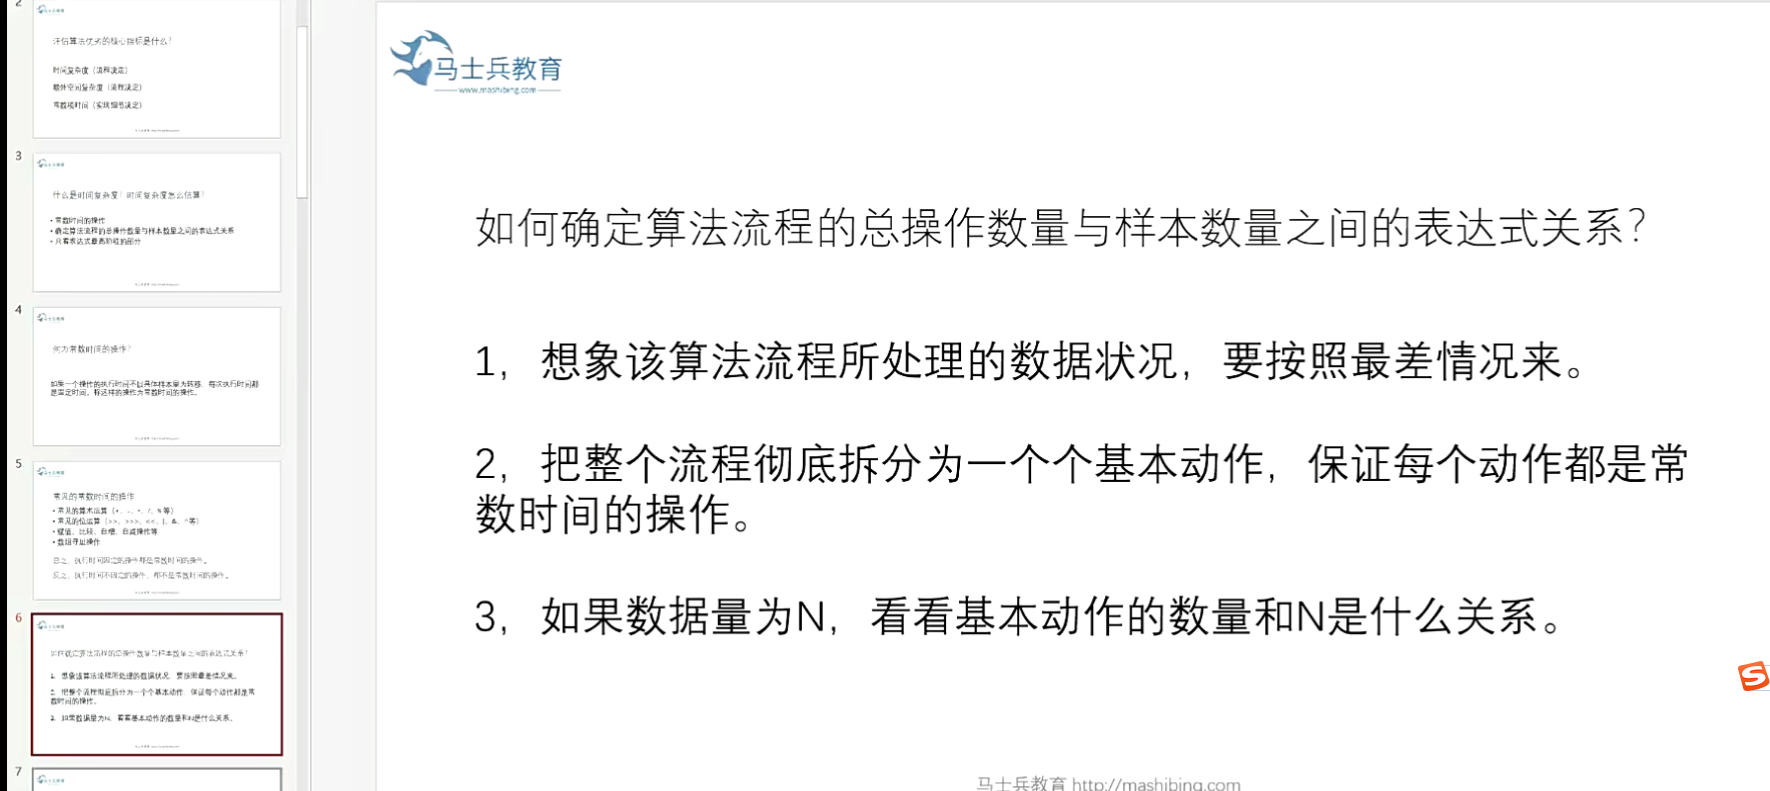 2
马士兵教育
评估算法优劣的核心指标是什么？
时间复杂度（流程决定）
额外空间复杂度（流程决定）
常数项时间（实现细节决定）
3
什么是时间复杂度？时间复杂度怎么估算？
• 常数时间的操作
• 确定算法流程的总操作数量与样本数量之间的表达式关系
• 只看表达式最高阶项的部分
4
何为常数时间的操作？
如果一个操作的执行时间不以具体样本量为转移，每次执行时间都
是固定时间。称这样的操作为常数时间的操作。
5
常见的常数时间的操作
• 常见的算术运算（+、-、*、/、% 等）
• 常见的位运算（>>、>>>、<<、|、&、^等）
• 赋值、比较、自增、自减操作等
• 数组寻址操作
总之，执行时间固定的操作都是常数时间的操作。
反之，执行时间不固定的操作，都不是常数时间的操作。
6
如何确定算法流程的总操作数量与样本数量之间的表达式关系？
1，想象该算法流程所处理的数据状况，要按照最差情况来。
2，把整个流程彻底拆分为一个个基本动作，保证每个动作都是常
数时间的操作。
3，如果数据量为N，看看基本动作的数量和N是什么关系。
7
马士兵教育
www.mashibing.com
如何确定算法流程的总操作数量与样本数量之间的表达式关系？
1，想象该算法流程所处理的数据状况，要按照最差情况来。
2，把整个流程彻底拆分为一个个基本动作，保证每个动作都是常
数时间的操作。
3，如果数据量为N，看看基本动作的数量和N是什么关系。
马士兵教育 http://mashibing.com